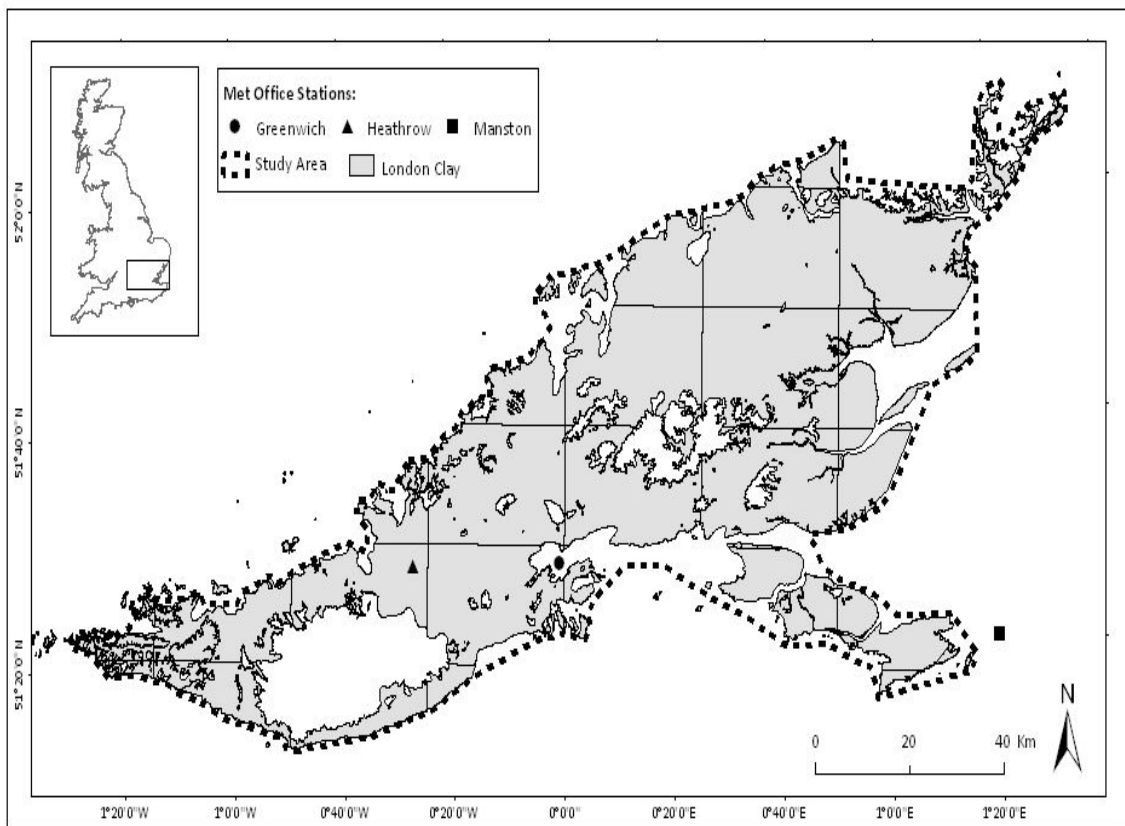 Met Office Stations:
Greenwich Heathrow Manston
Study Area London Clay
52°0'0"N
51°40'0"N
51°20'0"N
N
0 20 40 Km
1°20'0"W 1°0'0"W 0°40'0"W 0°20'0"W 0°0'0" 0°20'0"E 0°40'0"E 1°0'0"E 1°20'0"E